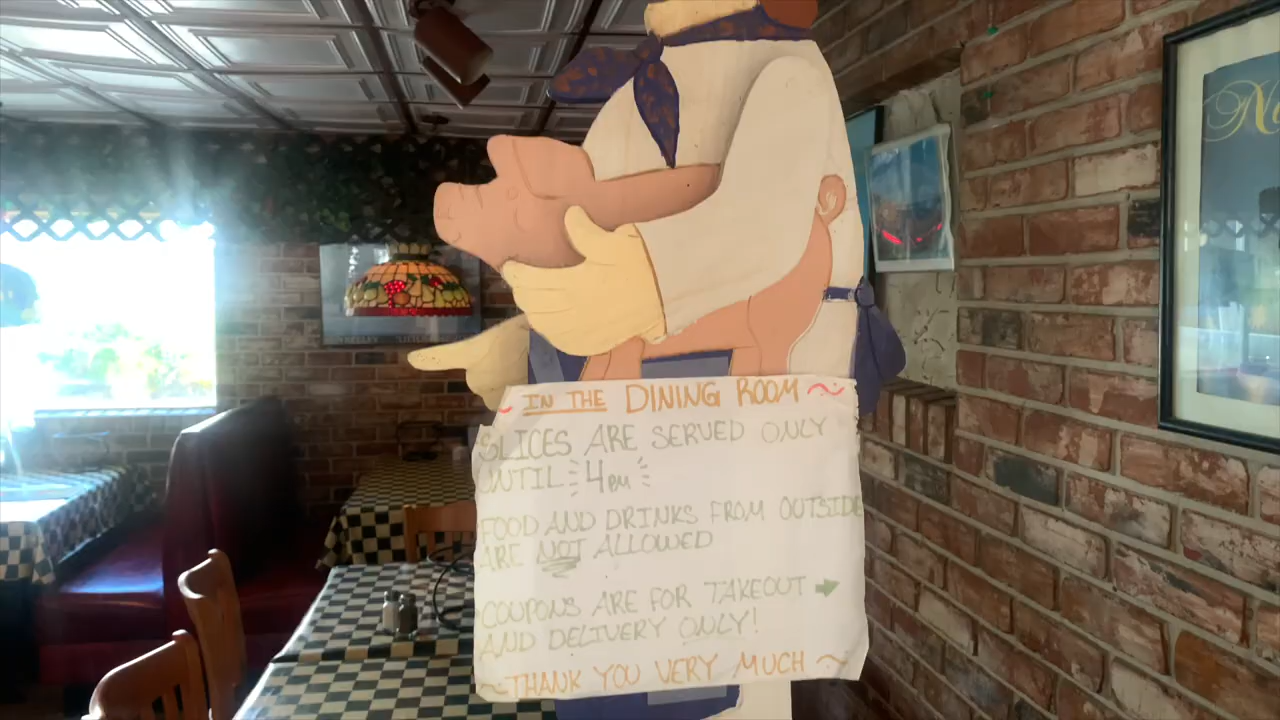 IN THE DINING ROOM
SLICES ARE SERVED ONLY
UNTIL 4PM
FOOD AND DRINKS FROM OUTSIDE
ARE NOT ALLOWED
COUPONS ARE FOR TAKEOUT →
AND DELIVERY ONLY!
~THANK YOU VERY MUCH~